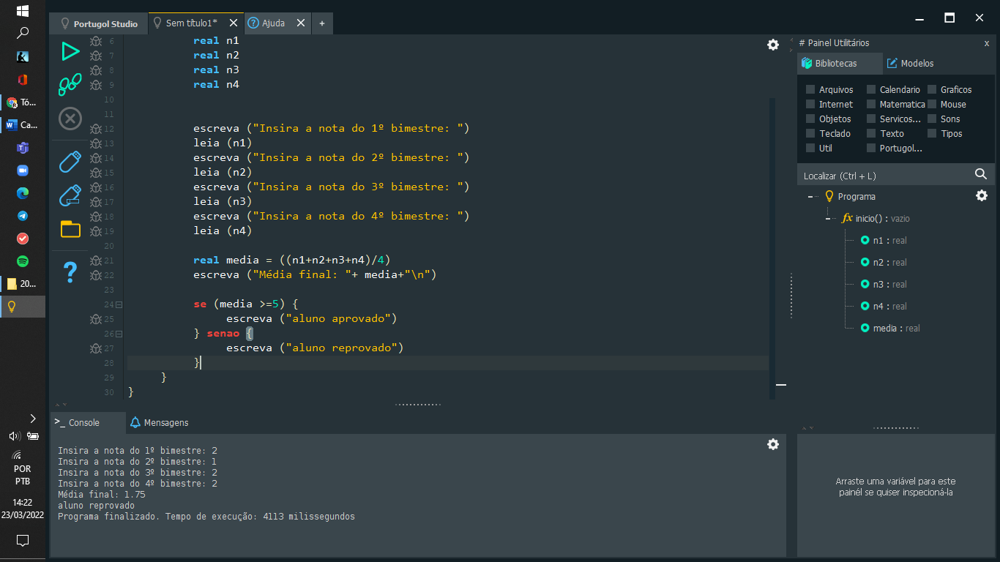 Portugol Studio
Sem título1*
Ajuda
+
6 real n1
7 real n2
8 real n3
9 real n4
10
11
12 escreva ("Insira a nota do 1º bimestre: ")
13 leia (n1)
14 escreva ("Insira a nota do 2º bimestre: ")
15 leia (n2)
16 escreva ("Insira a nota do 3º bimestre: ")
17 leia (n3)
18 escreva ("Insira a nota do 4º bimestre: ")
19 leia (n4)
20
21 real media = ((n1+n2+n3+n4)/4)
22 escreva ("Média final: "+ media+"\n")
23
24 se (media >=5) {
25 escreva ("aluno aprovado")
26 } senao {
27 escreva ("aluno reprovado")
28 }
29 }
30 }
>_ Console
Mensagens
Insira a nota do 1º bimestre: 2
Insira a nota do 2º bimestre: 1
Insira a nota do 3º bimestre: 2
Insira a nota do 4º bimestre: 2
Média final: 1.75
aluno reprovado
Programa finalizado. Tempo de execução: 4113 milissegundos
# Painel Utilitários x
Bibliotecas
Modelos
Arquivos Calendario Graficos
Internet Matematica Mouse
Objetos Servicos... Sons
Teclado Texto Tipos
Util Portugol...
Localizar (Ctrl + L)
Programa
fx inicio() : vazio
n1 : real
n2 : real
n3 : real
n4 : real
media : real
Arraste uma variável para este
painél se quiser inspecioná-la
Tó...
Ca...
20...
POR
PTB
14:22
23/03/2022